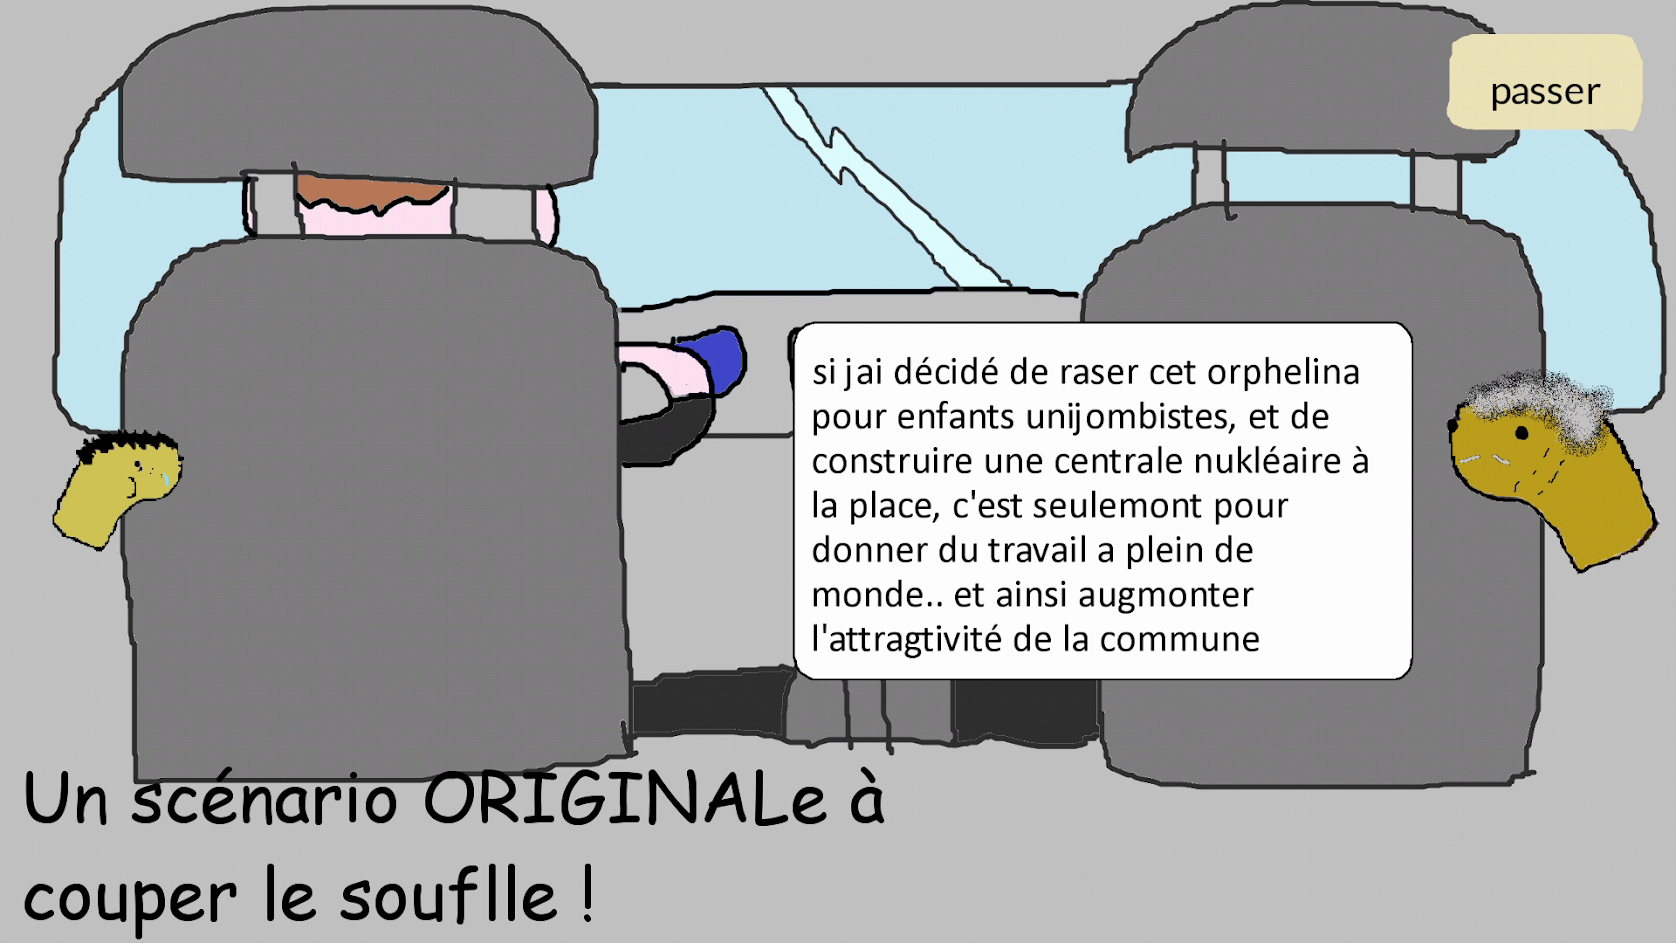 passer
si jai décidé de raser cet orphelina
pour enfants unijombistes, et de
construire une centrale nukléaire à
la place, c'est seulemont pour
donner du travail a plein de
monde.. et ainsi augmonter
l'attragtivité de la commune
Un scénario ORIGINALe à
couper le souflle !